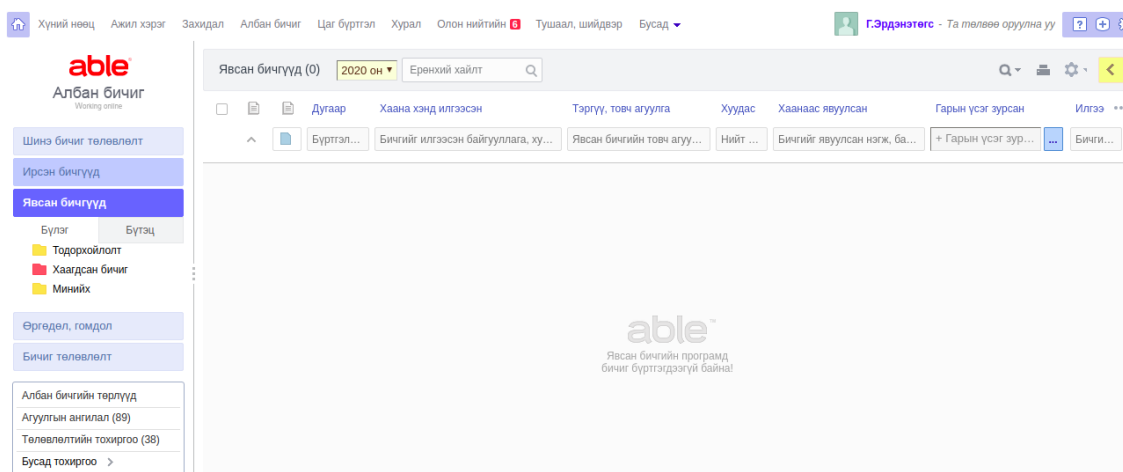 Хүний нөөц Ажил хэрэг Захидал Албан бичиг Цаг бүртгэл Хурал Олон нийтийн 6 Тушаал, шийдвэр Бусад Г.Эрдэнэтөгс - Та төлвөө оруулна уу ?
able
Албан бичиг
Working online
Явсан бичгүүд (0) 2020 он Ерөнхий хайлт
Дугаар Хаана хэнд илгээсэн Тэргүү, товч агуулга Хуудас Хаанаас явуулсан Гарын үсэг зурсан Илгээ
Бүртгэл... Бичгийг илгээсэн байгууллага, ху... Явсан бичгийн товч агуу... Нийт ... Бичгийг явуулсан нэгж, ба... + Гарын үсэг зур... ... Бичги...
Шинэ бичиг төлөвлөлт
Ирсэн бичгүүд
Явсан бичгүүд
Бүлэг Бүтэц
Тодорхойлолт
Хаагдсан бичиг
Минийх
Өргөдөл, гомдол
Бичиг төлөвлөлт
Албан бичгийн төрлүүд
Агуулгын ангилал (89)
Төлөвлөлтийн тохиргоо (38)
Бусад тохиргоо
able
Явсан бичгийн програмд
бичиг бүртгэгдээгүй байна!